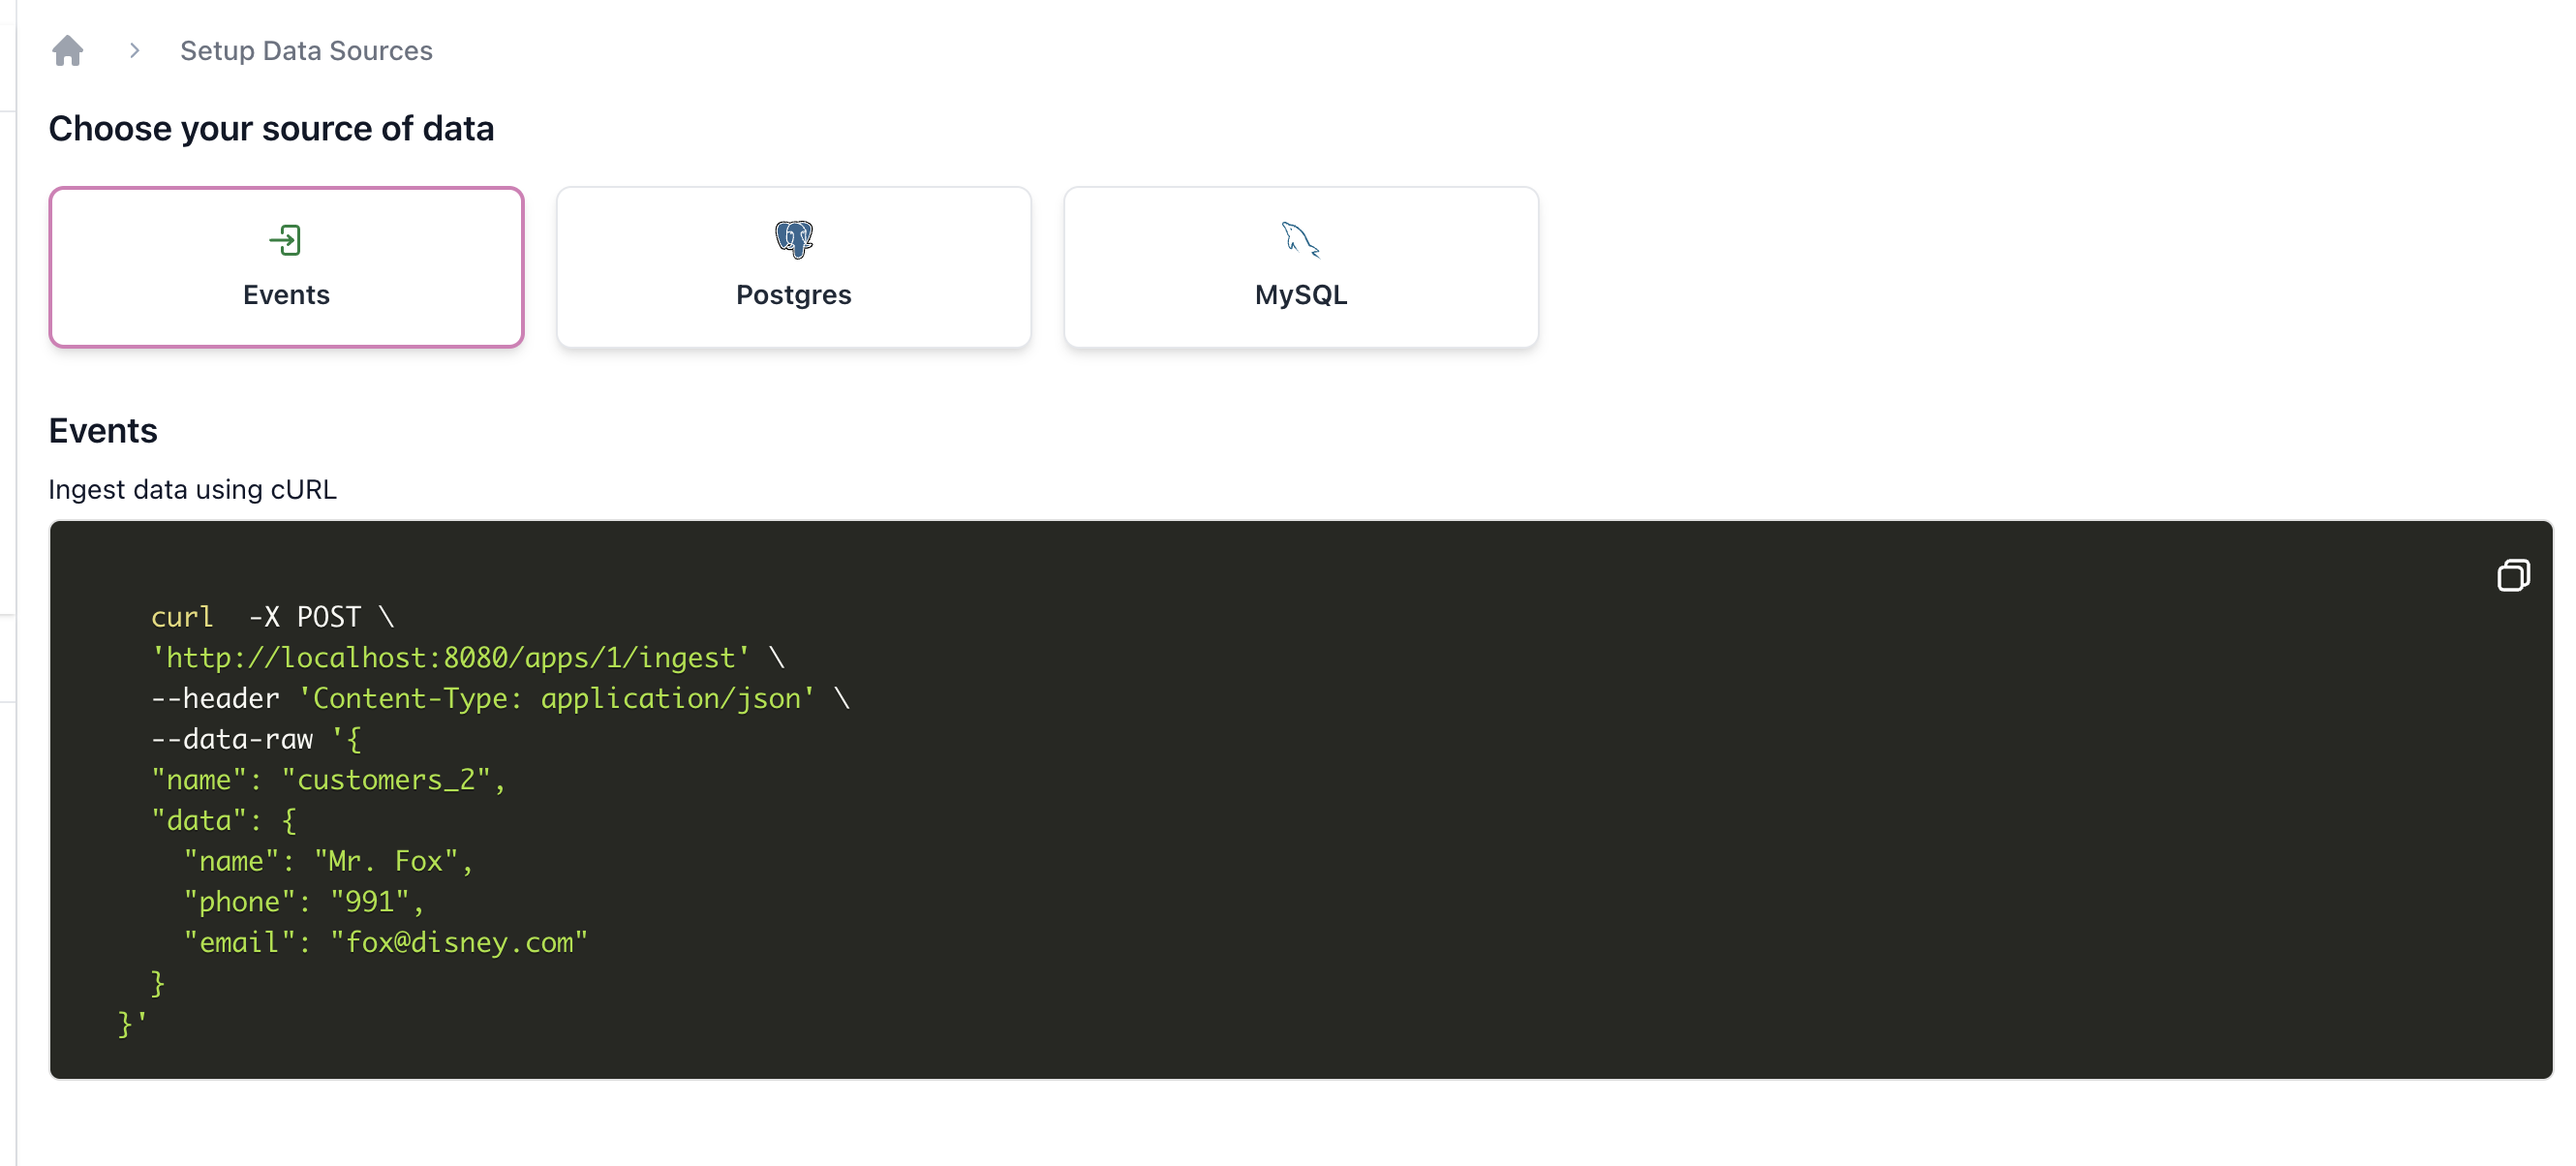 Setup Data Sources
Choose your source of data
Events
Postgres
MySQL
Events
Ingest data using cURL
curl  -X POST \
'http://localhost:8080/apps/1/ingest' \
--header 'Content-Type: application/json' \
--data-raw '{
"name": "customers_2",
"data": {
"name": "Mr. Fox",
"phone": "991",
"email": "fox@disney.com"
}
}'